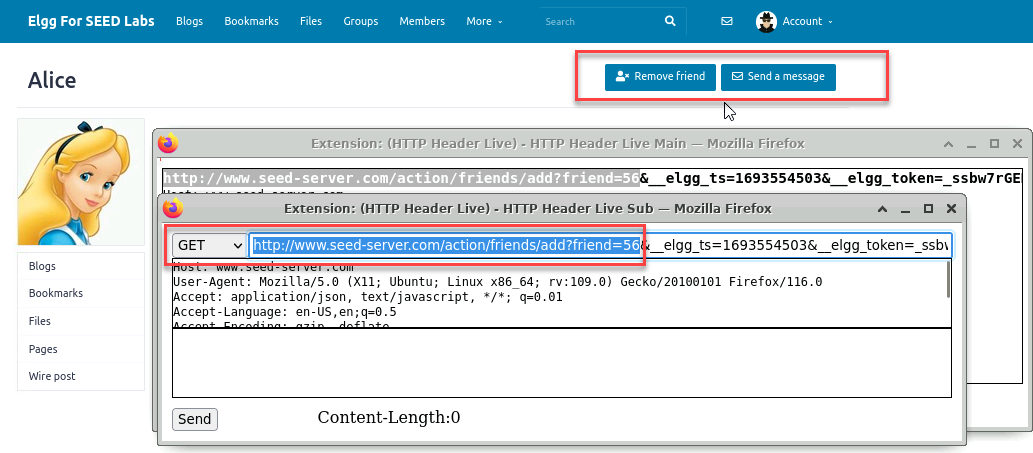 Elgg For SEED Labs Blogs Bookmarks Files Groups Members More Search Account
Alice
Remove friend Send a message
Extension: (HTTP Header Live) - HTTP Header Live Main — Mozilla Firefox
http://www.seed-server.com/action/friends/add?friend=56&__elgg_ts=1693554503&__elgg_token=_ssbw7rGE
Host: www.seed-server.com
Extension: (HTTP Header Live) - HTTP Header Live Sub — Mozilla Firefox
GET http://www.seed-server.com/action/friends/add?friend=56&__elgg_ts=1693554503&__elgg_token=_ssbw
Host: www.seed-server.com
User-Agent: Mozilla/5.0 (X11; Ubuntu; Linux x86_64; rv:109.0) Gecko/20100101 Firefox/116.0
Accept: application/json, text/javascript, */*; q=0.01
Accept-Language: en-US,en;q=0.5
Accept-Encoding: gzip, deflate
Blogs
Bookmarks
Files
Pages
Wire post
Send Content-Length:0